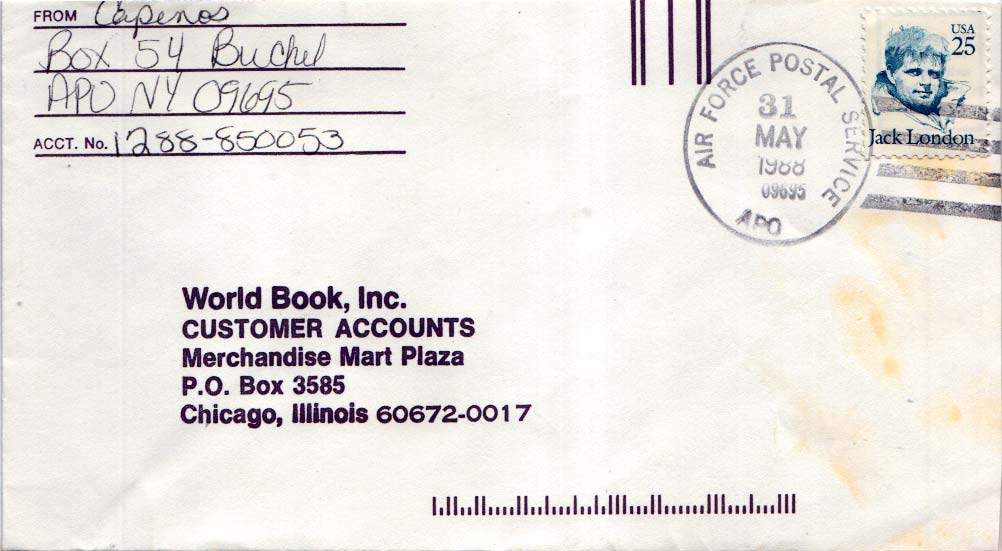 FROM Capenos
Box 54 Buchel
APO NY 09695
ACCT. No. 1288-850053
AIR FORCE POSTAL SERVICE
31
MAY
1988
09695
APO
USA
25
Jack London
World Book, Inc.
CUSTOMER ACCOUNTS
Merchandise Mart Plaza
P.O. Box 3585
Chicago, Illinois 60672-0017